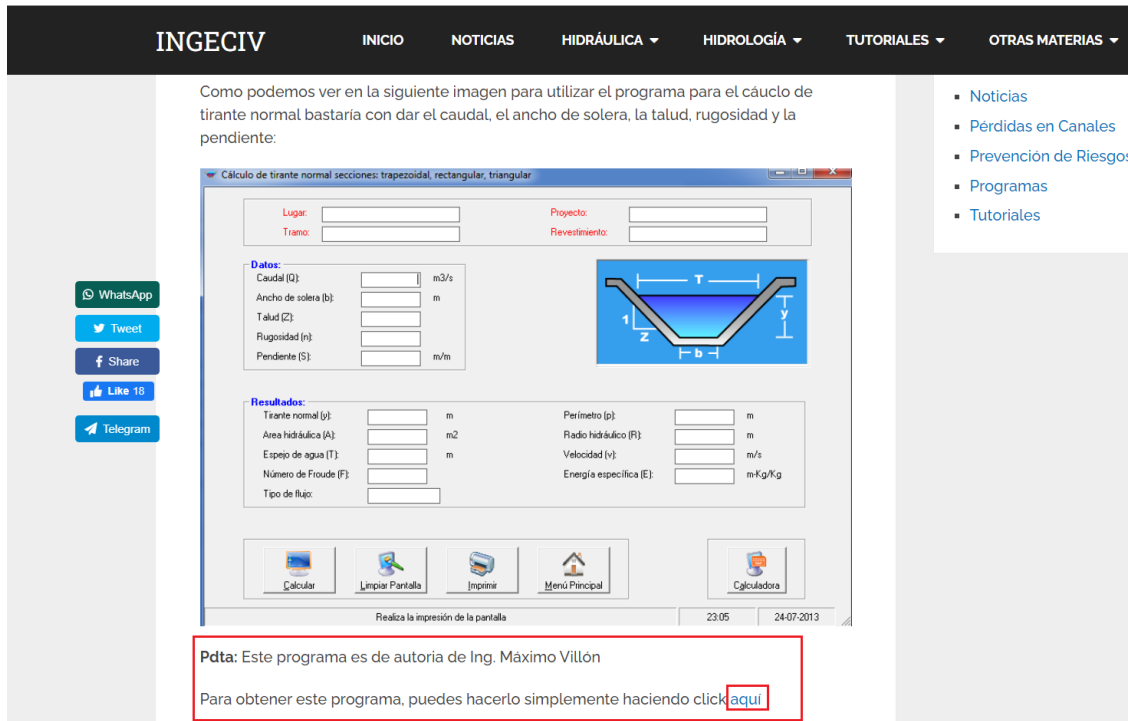 INGECIV INICIO NOTICIAS HIDRÁULICA HIDROLOGÍA TUTORIALES OTRAS MATERIAS
Como podemos ver en la siguiente imagen para utilizar el programa para el cáuclo de
tirante normal bastaría con dar el caudal, el ancho de solera, la talud, rugosidad y la
pendiente:
Noticias
Pérdidas en Canales
Prevención de Riesgos
Programas
Tutoriales
WhatsApp
Tweet
Share
Like 18
Telegram
Cálculo de tirante normal secciones: trapezoidal, rectangular, triangular
Lugar: Proyecto:
Tramo: Revestimiento:
Datos:
Caudal (Q): m3/s
Ancho de solera (b): m
Talud (Z):
Rugosidad (n):
Pendiente (S): m/m
T
y
1
Z
b
Resultados:
Tirante normal (y): m Perímetro (p): m
Area hidráulica (A): m2 Radio hidráulico (R): m
Espejo de agua (T): m Velocidad (v): m/s
Número de Froude (F): Energía específica (E): m-Kg/Kg
Tipo de flujo:
Calcular Limpiar Pantalla Imprimir Menú Principal Calculadora
Realiza la impresión de la pantalla 23:05 24-07-2013
Pdta: Este programa es de autoria de Ing. Máximo Villón
Para obtener este programa, puedes hacerlo simplemente haciendo click aquí